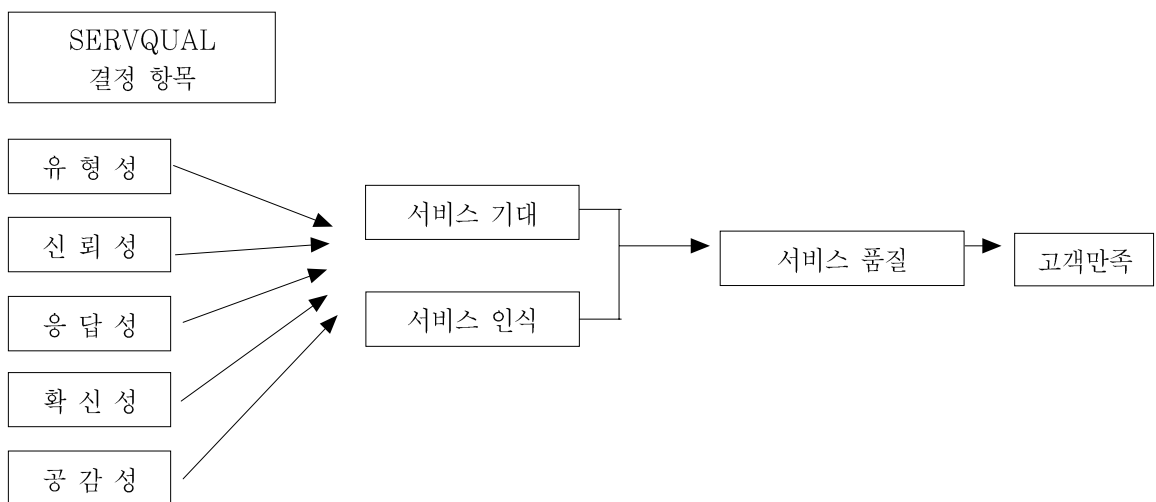 SERVQUAL
결정 항목
유 형 성
신 뢰 성
응 답 성
확 신 성
공 감 성
서비스 기대
서비스 인식
서비스 품질
고객만족